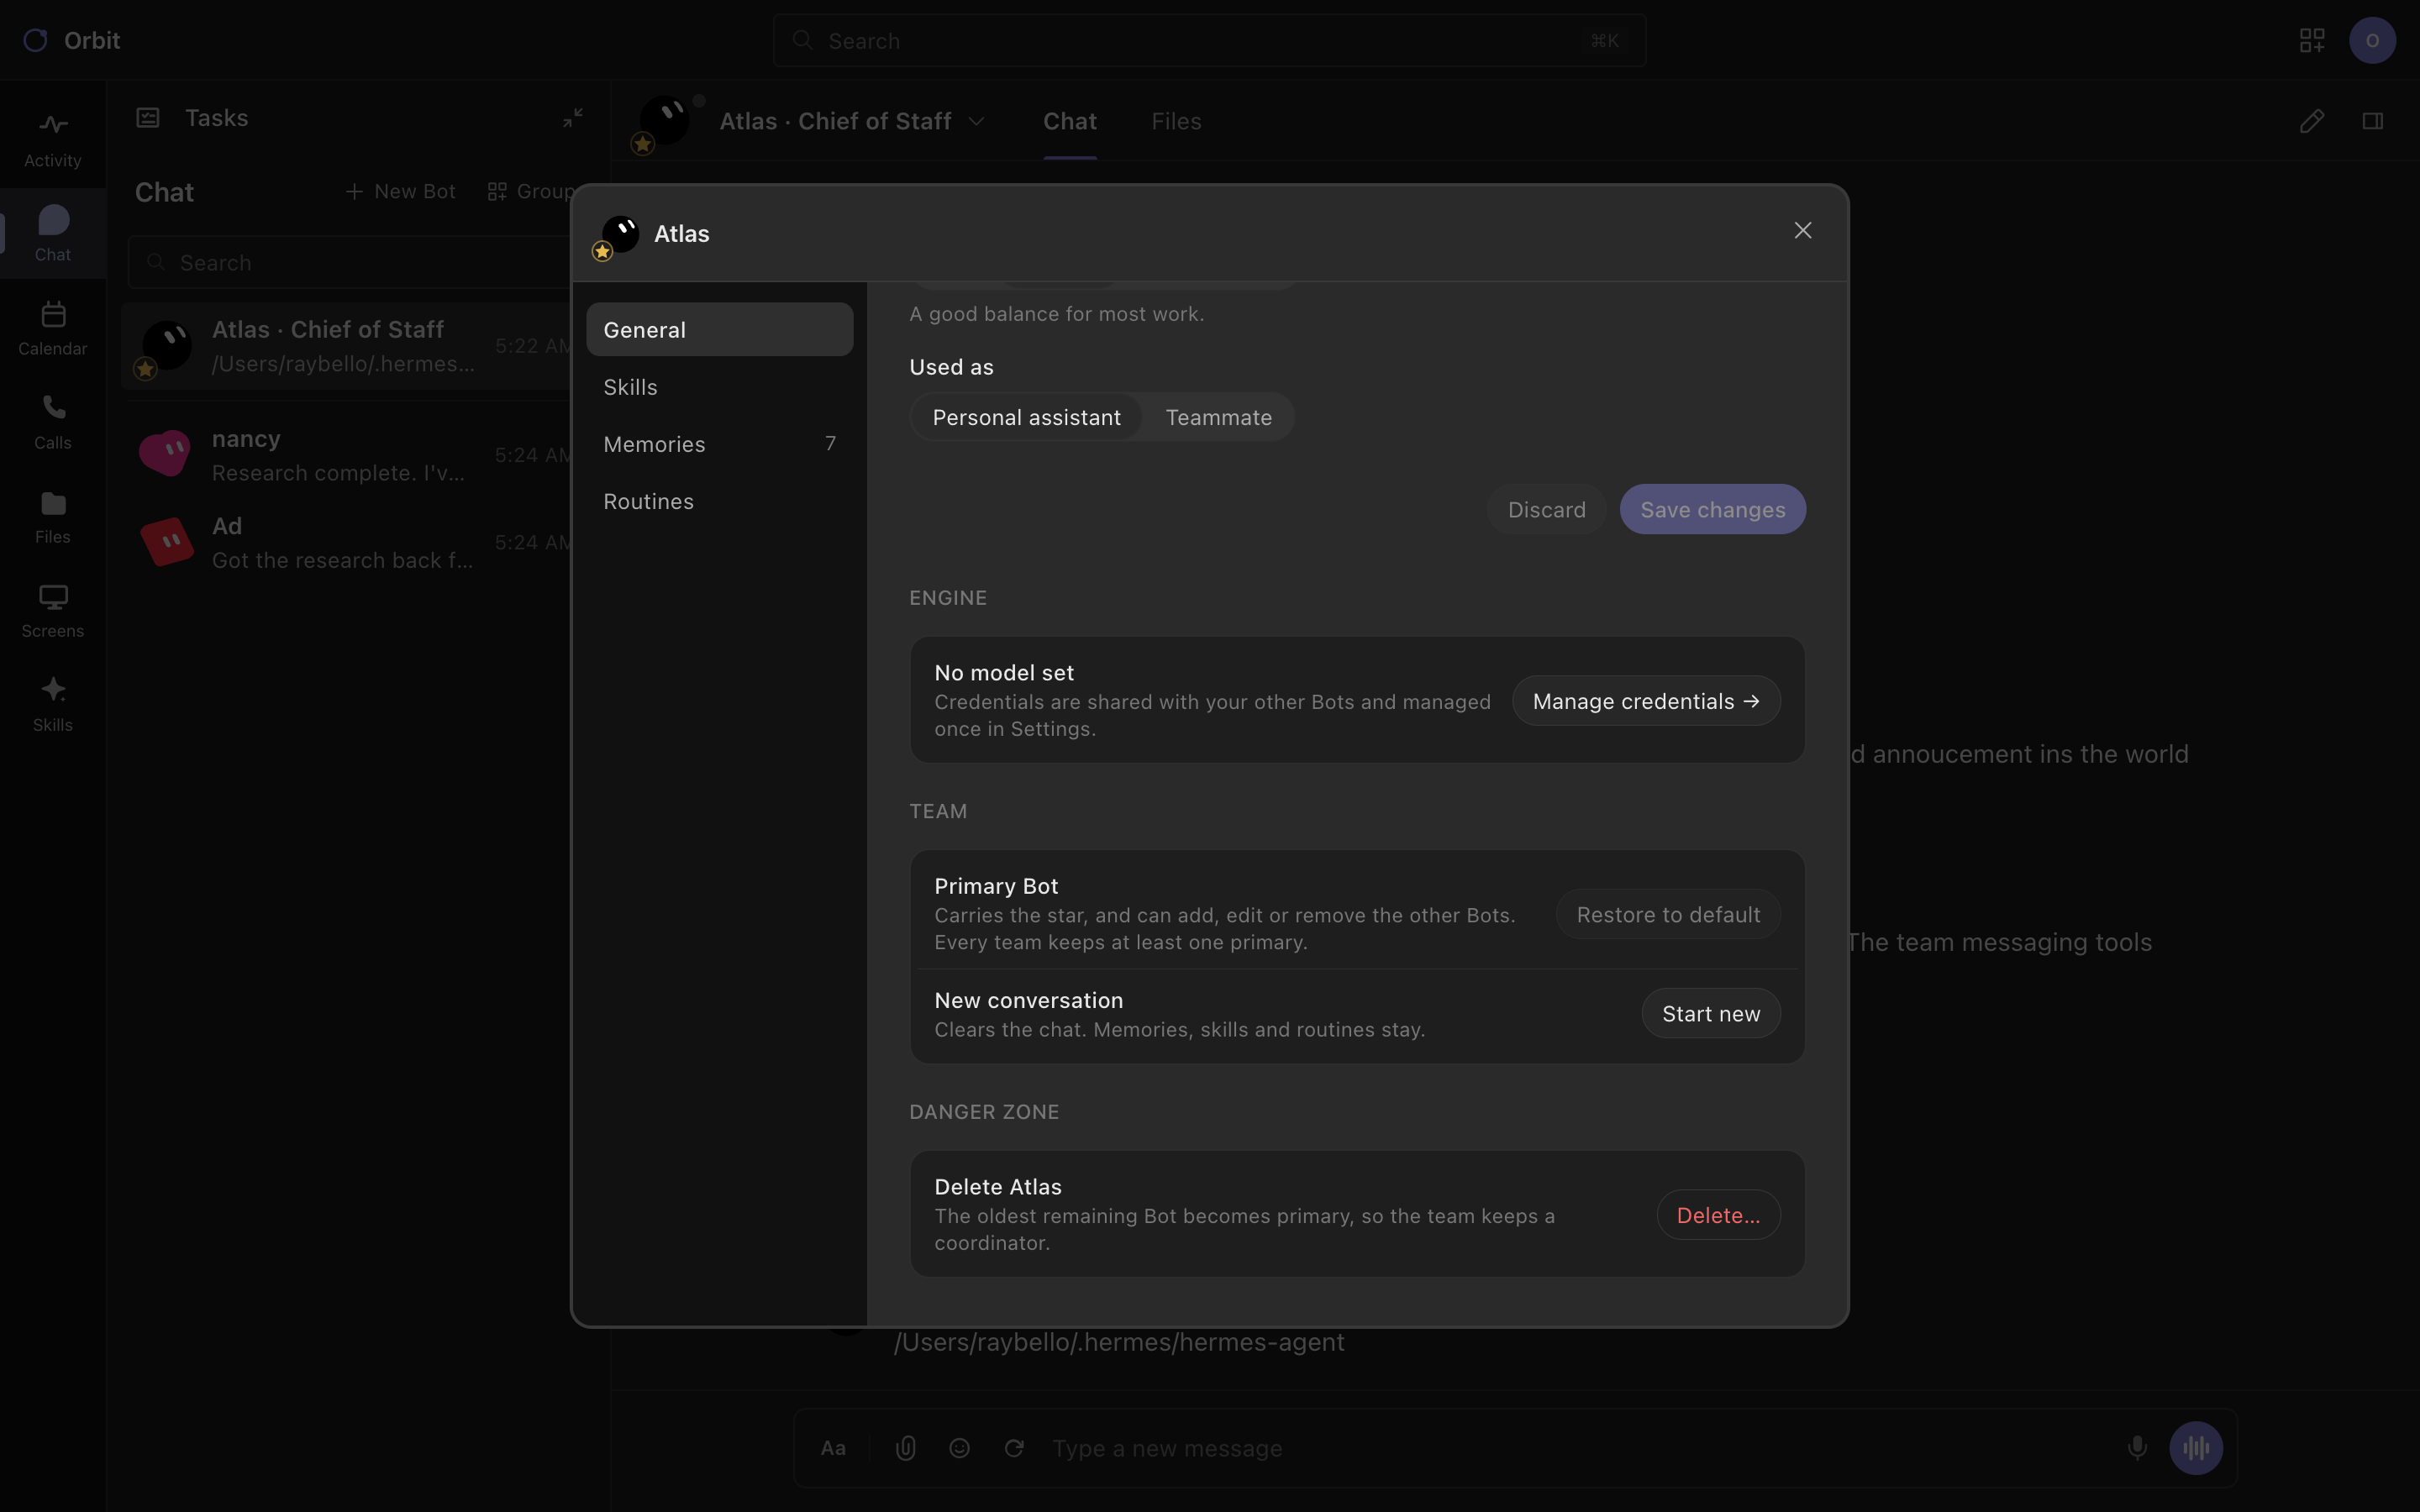 Orbit
Search
⌘K
O
Activity
Chat
Calendar
Calls
Files
Screens
Skills
Tasks
Chat
New Bot
Group
Search
Atlas · Chief of Staff
5:22 AM
/Users/raybello/.hermes...
nancy
5:24 AM
Research complete. I'v...
Ad
5:24 AM
Got the research back f...
Atlas · Chief of Staff
Chat
Files
Atlas
General
Skills
Memories
7
Routines
A good balance for most work.
Used as
Personal assistant
Teammate
Discard
Save changes
ENGINE
No model set
Credentials are shared with your other Bots and managed
once in Settings.
Manage credentials →
TEAM
Primary Bot
Carries the star, and can add, edit or remove the other Bots.
Every team keeps at least one primary.
Restore to default
New conversation
Clears the chat. Memories, skills and routines stay.
Start new
DANGER ZONE
Delete Atlas
The oldest remaining Bot becomes primary, so the team keeps a
coordinator.
Delete...
d annoucement ins the world
The team messaging tools
/Users/raybello/.hermes/hermes-agent
Aa
Type a new message